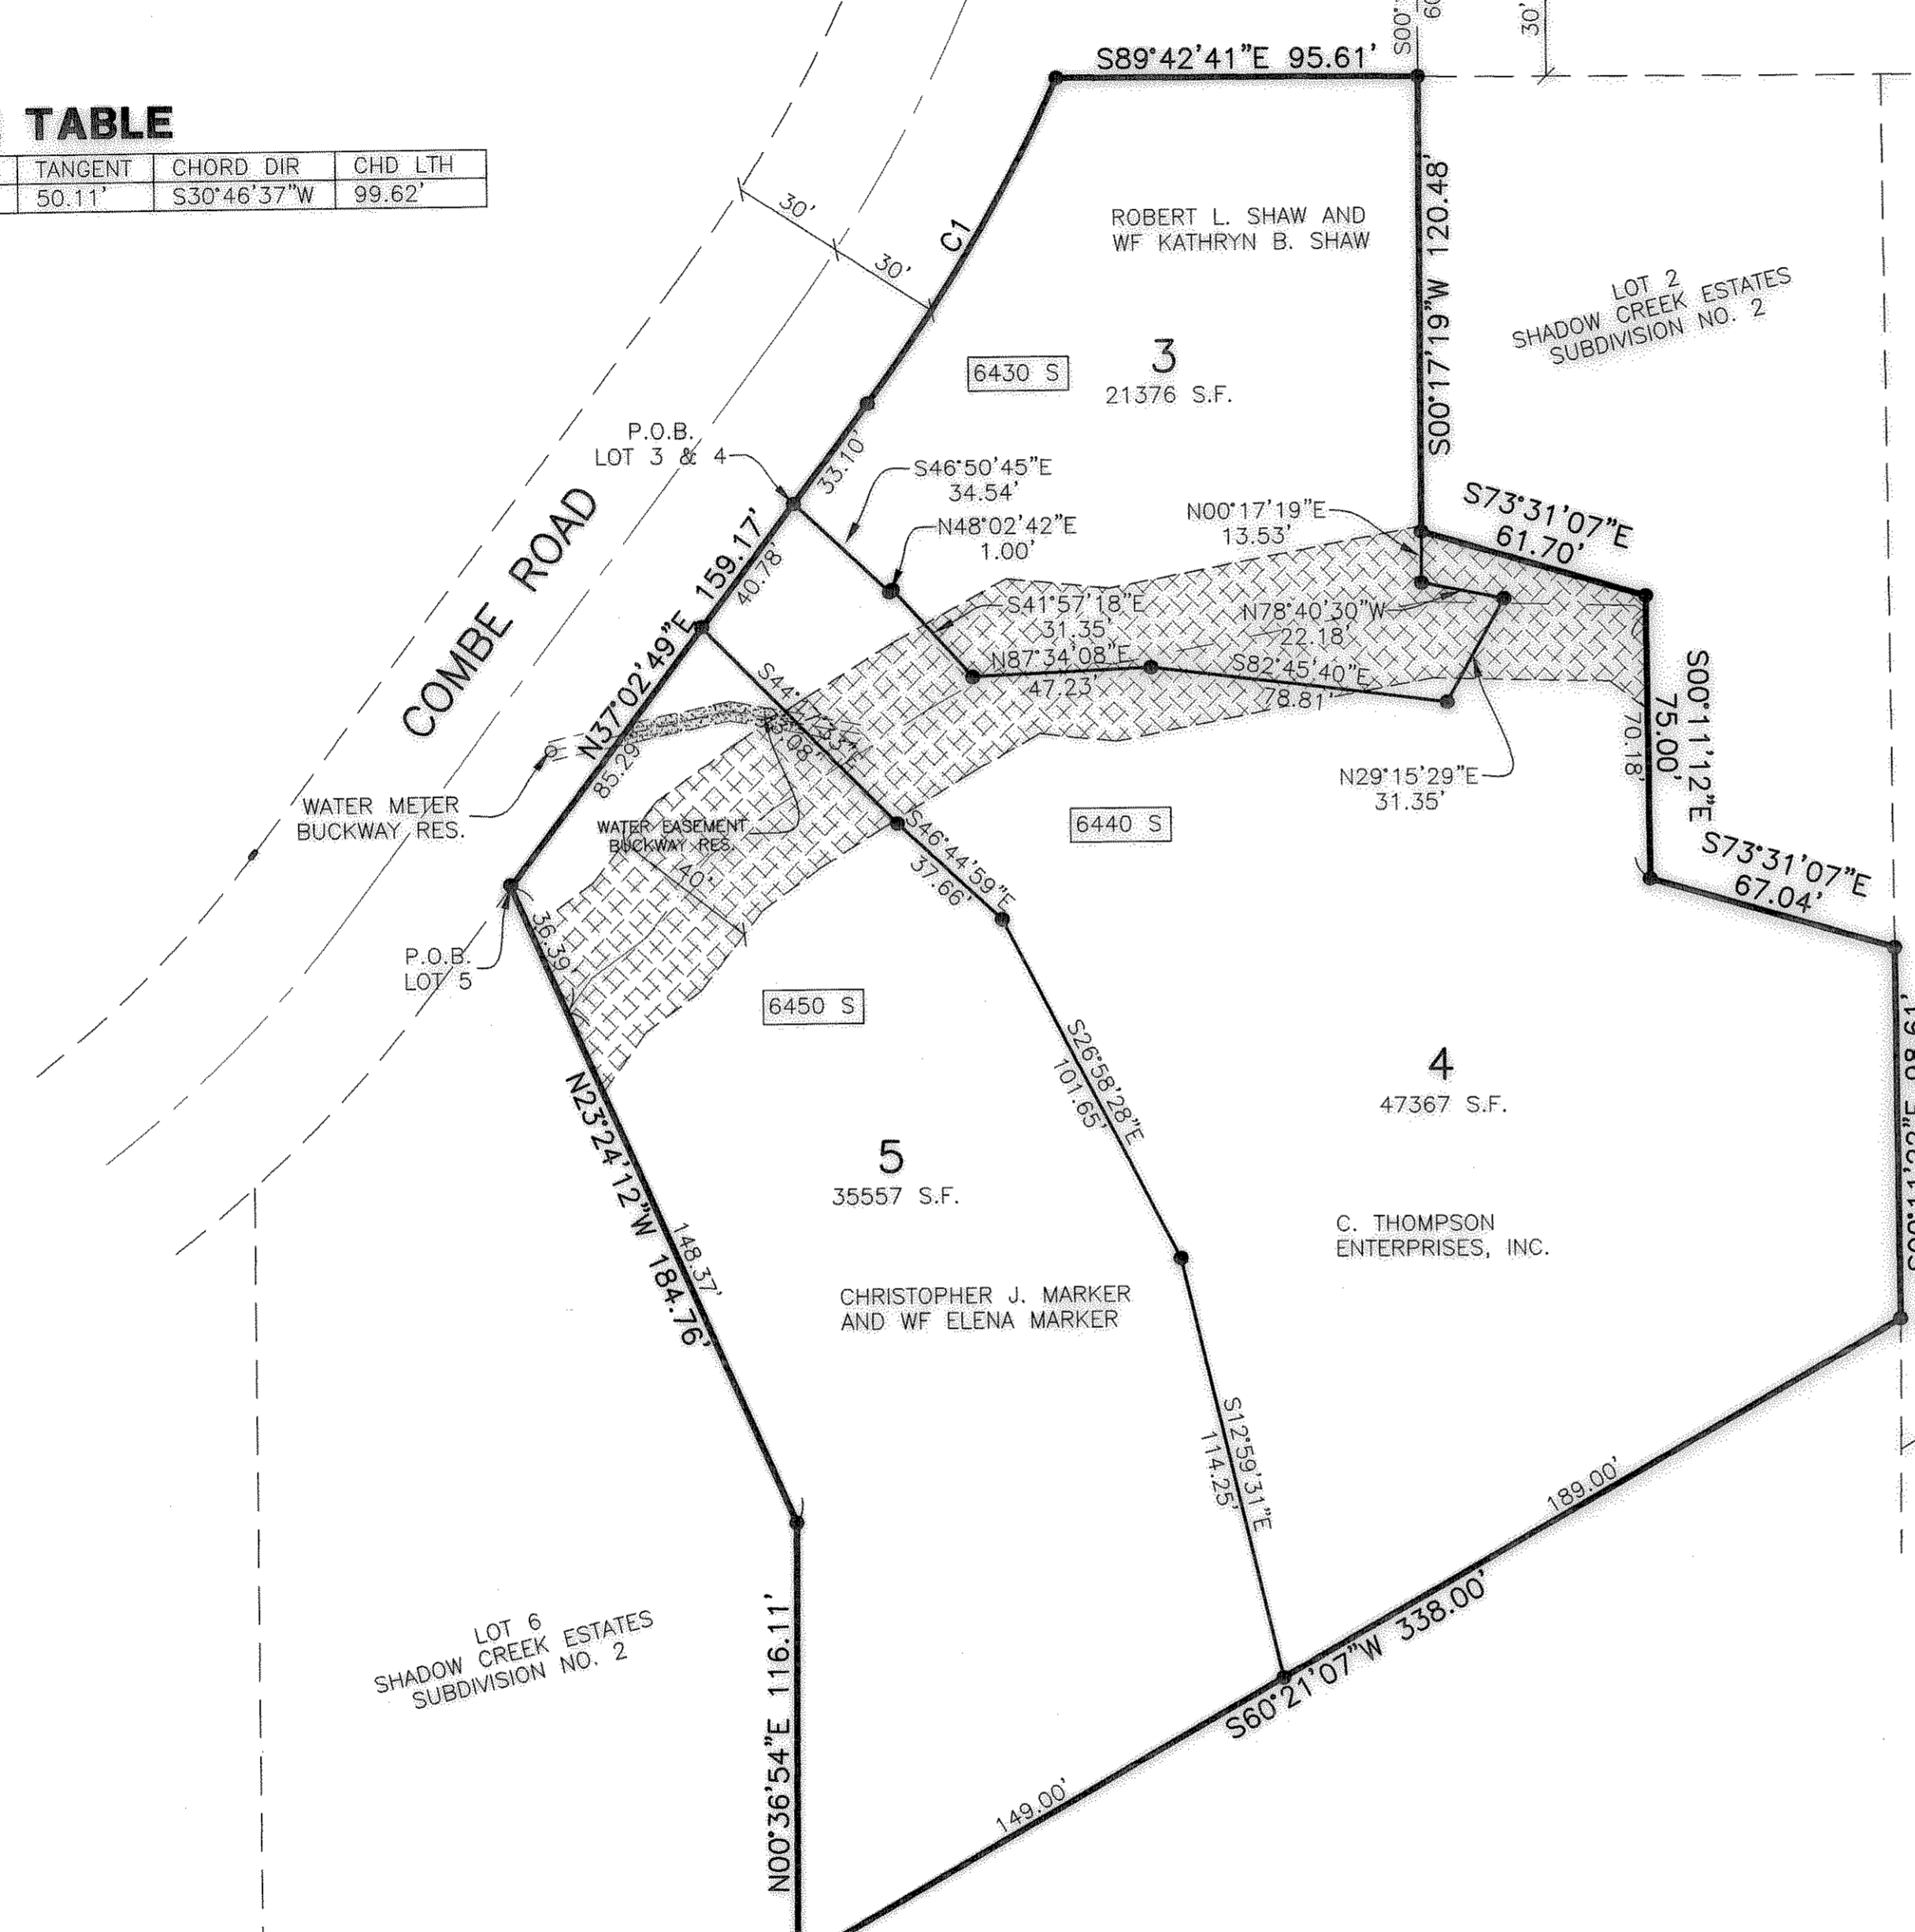 S00°
60
30'
S89°42'41"E 95.61'
TABLE
TANGENT CHORD DIR CHD LTH
50.11' S30°46'37"W 99.62'
30'
30'
C1
ROBERT L. SHAW AND
WF KATHRYN B. SHAW
S00°17'19"W 120.48'
LOT 2
SHADOW CREEK ESTATES
SUBDIVISION NO. 2
6430 S
3
21376 S.F.
P.O.B.
LOT 3 & 4
33.10'
S46°50'45"E
34.54'
N48°02'42"E
1.00'
N00°17'19"E
13.53'
S73°31'07"E
61.70'
COMBE ROAD
N37°02'49"E 159.17'
40.78'
S41°57'18"E
31.35'
N78°40'30"W
22.18'
N87°34'08"E
47.23'
S82°45'40"E
78.81'
S00°11'12"E
75.00'
70.18'
N29°15'29"E
31.35'
85.29'
WATER METER
BUCKWAY RES.
WATER EASEMENT
BUCKWAY RES.
40'
6440 S
S46°44'59"E
37.66'
S73°31'07"E
67.04'
P.O.B.
LOT 5
36.39'
6450 S
N23°24'12"W 184.76'
148.37'
S26°58'28"E
101.65'
4
47367 S.F.
5
35557 S.F.
C. THOMPSON
ENTERPRISES, INC.
CHRISTOPHER J. MARKER
AND WF ELENA MARKER
S12°59'31"E
114.25'
189.00'
S60°21'07"W 338.00'
LOT 6
SHADOW CREEK ESTATES
SUBDIVISION NO. 2
N00°36'54"E 116.11'
149.00'